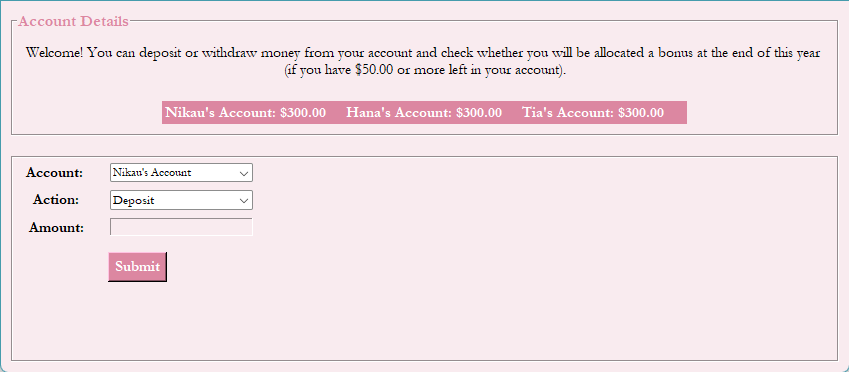 Account Details
Welcome! You can deposit or withdraw money from your account and check whether you will be allocated a bonus at the end of this year
(if you have $50.00 or more left in your account).
Nikau's Account: $300.00 Hana's Account: $300.00 Tia's Account: $300.00
Account: Nikau's Account
Action: Deposit
Amount:
Submit